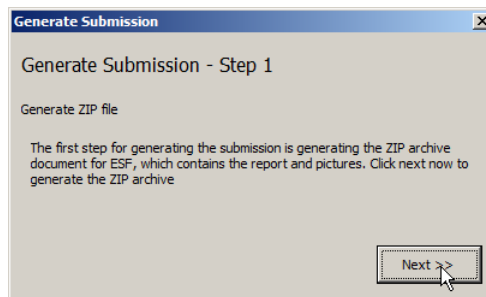 Generate Submission
Generate Submission - Step 1
Generate ZIP file
The first step for generating the submission is generating the ZIP archive
document for ESF, which contains the report and pictures. Click next now to
generate the ZIP archive
Next >>